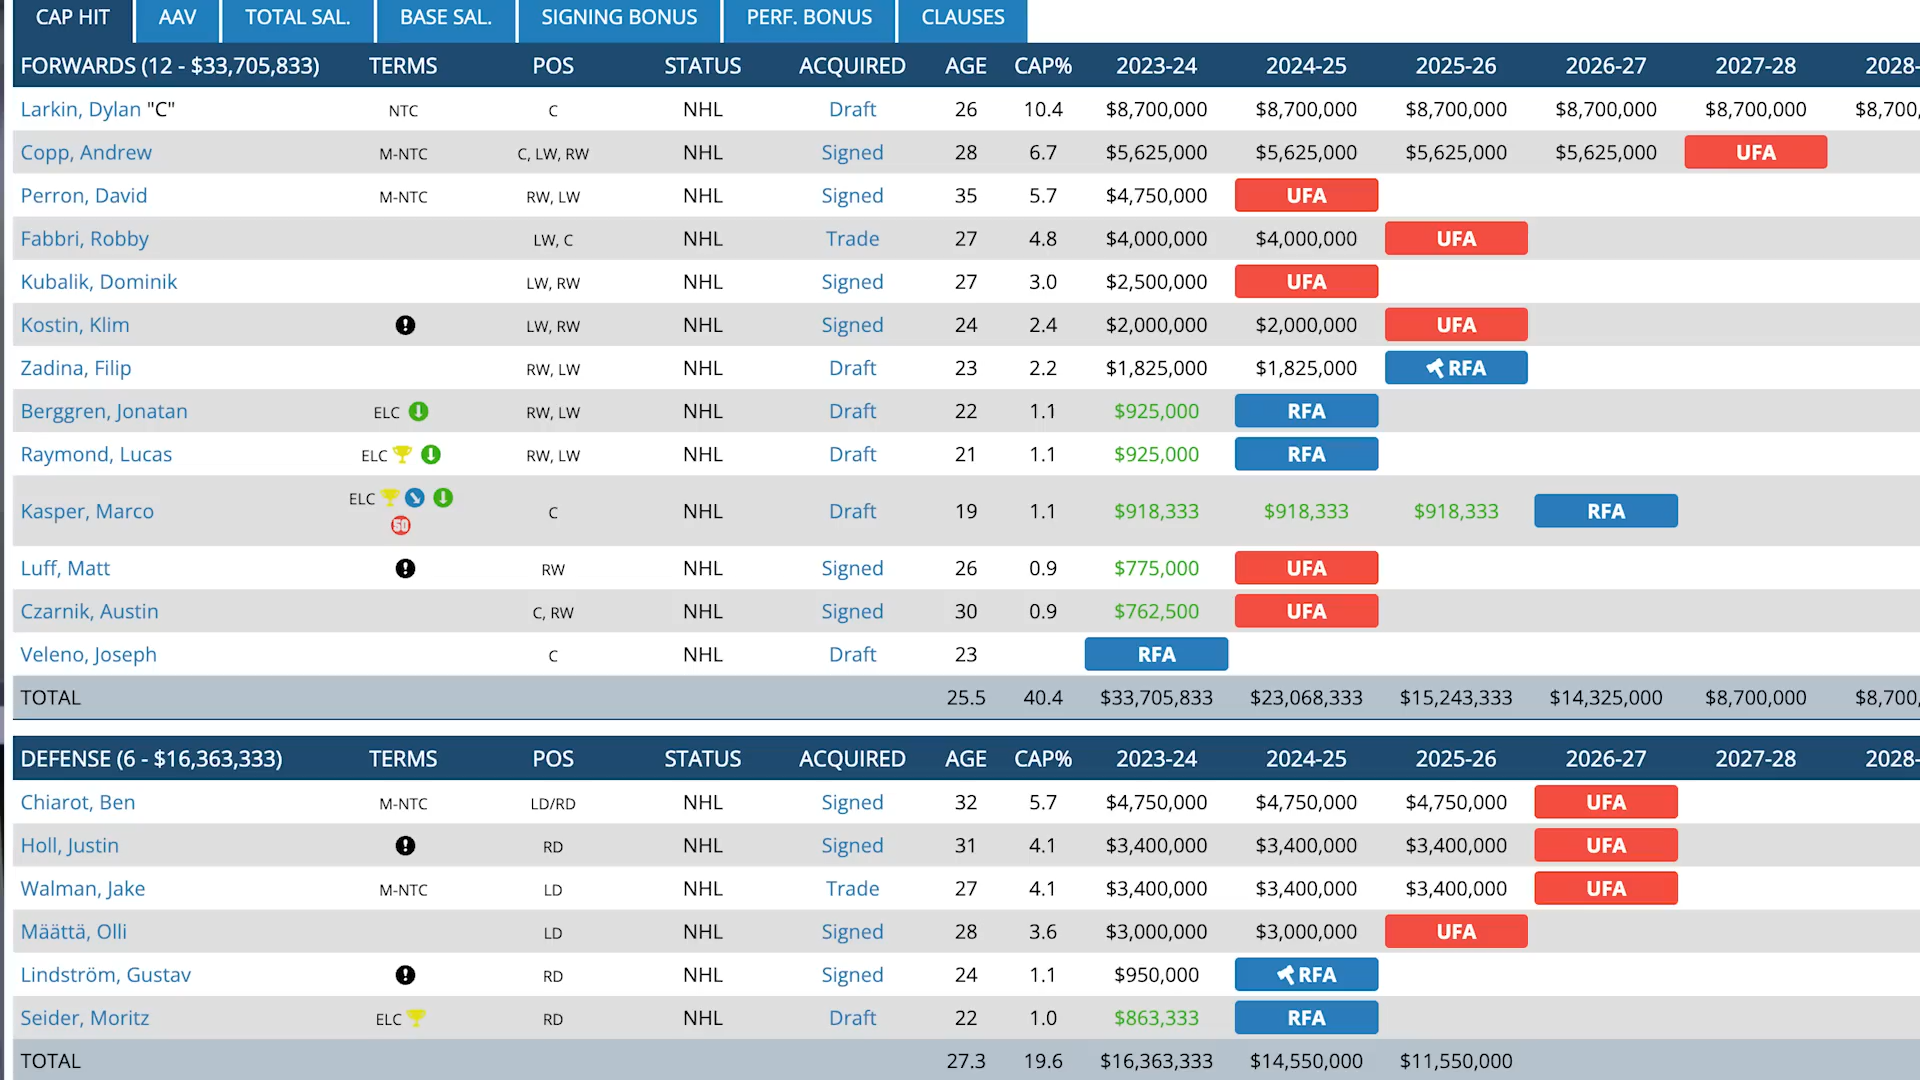 CAP HIT AAV TOTAL SAL. BASE SAL. SIGNING BONUS PERF. BONUS CLAUSES
FORWARDS (12 - $33,705,833) TERMS POS STATUS ACQUIRED AGE CAP% 2023-24 2024-25 2025-26 2026-27 2027-28 2028-
Larkin, Dylan "C" NTC C NHL Draft 26 10.4 $8,700,000 $8,700,000 $8,700,000 $8,700,000 $8,700,000 $8,700,
Copp, Andrew M-NTC C, LW, RW NHL Signed 28 6.7 $5,625,000 $5,625,000 $5,625,000 $5,625,000 UFA
Perron, David M-NTC RW, LW NHL Signed 35 5.7 $4,750,000 UFA
Fabbri, Robby LW, C NHL Trade 27 4.8 $4,000,000 $4,000,000 UFA
Kubalik, Dominik LW, RW NHL Signed 27 3.0 $2,500,000 UFA
Kostin, Klim LW, RW NHL Signed 24 2.4 $2,000,000 $2,000,000 UFA
Zadina, Filip RW, LW NHL Draft 23 2.2 $1,825,000 $1,825,000 RFA
Berggren, Jonatan ELC RW, LW NHL Draft 22 1.1 $925,000 RFA
Raymond, Lucas ELC RW, LW NHL Draft 21 1.1 $925,000 RFA
Kasper, Marco ELC 50 C NHL Draft 19 1.1 $918,333 $918,333 $918,333 RFA
Luff, Matt RW NHL Signed 26 0.9 $775,000 UFA
Czarnik, Austin C, RW NHL Signed 30 0.9 $762,500 UFA
Veleno, Joseph C NHL Draft 23 RFA
TOTAL 25.5 40.4 $33,705,833 $23,068,333 $15,243,333 $14,325,000 $8,700,000 $8,700,
DEFENSE (6 - $16,363,333) TERMS POS STATUS ACQUIRED AGE CAP% 2023-24 2024-25 2025-26 2026-27 2027-28 2028-
Chiarot, Ben M-NTC LD/RD NHL Signed 32 5.7 $4,750,000 $4,750,000 $4,750,000 UFA
Holl, Justin RD NHL Signed 31 4.1 $3,400,000 $3,400,000 $3,400,000 UFA
Walman, Jake M-NTC LD NHL Trade 27 4.1 $3,400,000 $3,400,000 $3,400,000 UFA
Määttä, Olli LD NHL Signed 28 3.6 $3,000,000 $3,000,000 UFA
Lindström, Gustav RD NHL Signed 24 1.1 $950,000 RFA
Seider, Moritz ELC RD NHL Draft 22 1.0 $863,333 RFA
TOTAL 27.3 19.6 $16,363,333 $14,550,000 $11,550,000